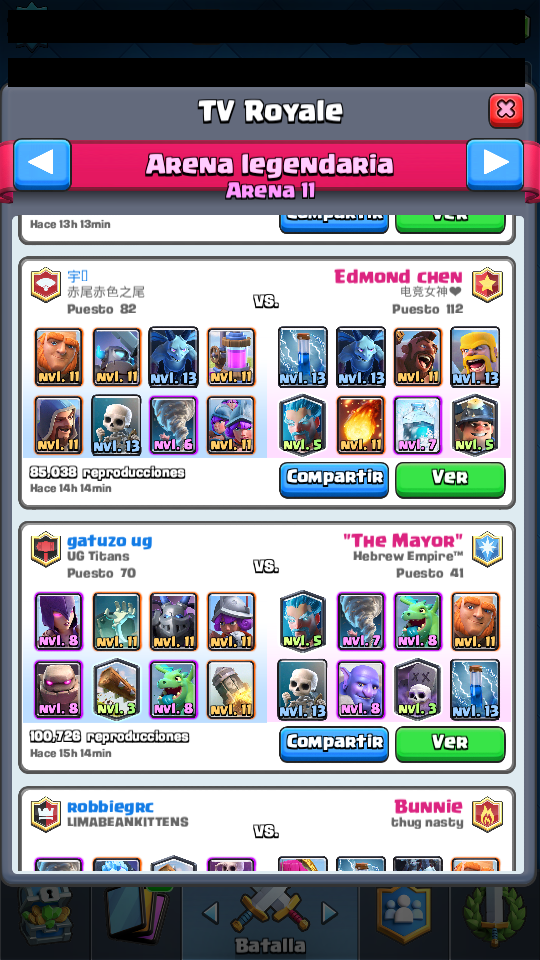 TV Royale
Arena legendaria
Arena 11
Hace 13h 13min
Compartir
Ver
宇
赤尾赤色之尾
Puesto 82
vs.
Edmond chen
电竞女神❤
Puesto 112
nvl. 11 nvl. 11 nvl. 13 nvl. 11
nvl. 13 nvl. 13 nvl. 11 nvl. 13
nvl. 11 nvl. 13 nvl. 6 nvl. 11
nvl. 5 nvl. 11 nvl. 7 nvl. 5
85,038 reproducciones
Hace 14h 14min
Compartir
Ver
gatuzo ug
UG Titans
Puesto 70
vs.
"The Mayor"
Hebrew Empire™
Puesto 41
nvl. 8 nvl. 11 nvl. 11 nvl. 11
nvl. 5 nvl. 7 nvl. 8 nvl. 11
nvl. 8 nvl. 3 nvl. 8 nvl. 11
nvl. 13 nvl. 8 nvl. 3 nvl. 13
100,726 reproducciones
Hace 15h 14min
Compartir
Ver
robbiegrc
LIMABEANKITTENS
vs.
Bunnie
thug nasty
Batalla